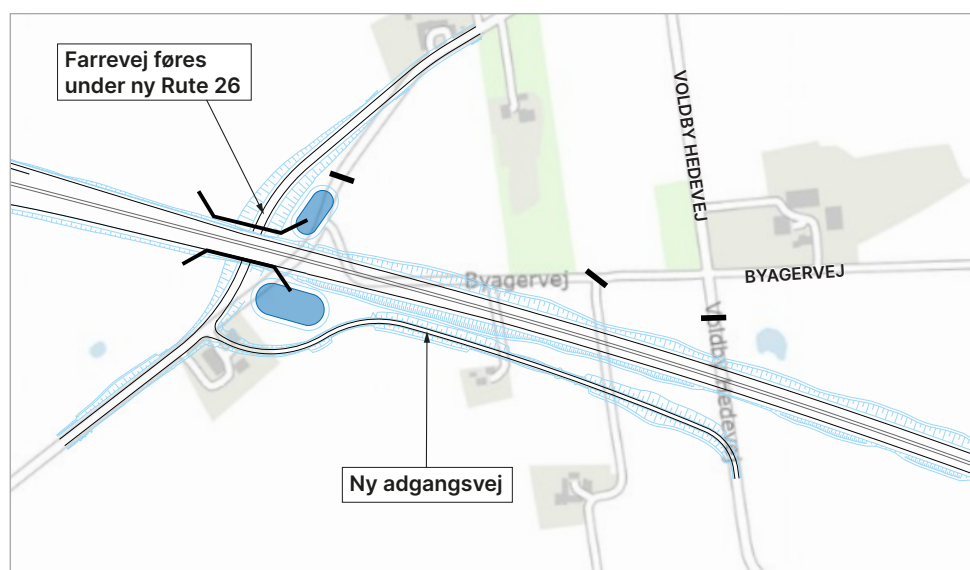 Farrevej føres
under ny Rute 26
VOLDBY HEDEVEJ
Byagervej
BYAGERVEJ
Voldby Hedevej
Ny adgangsvej